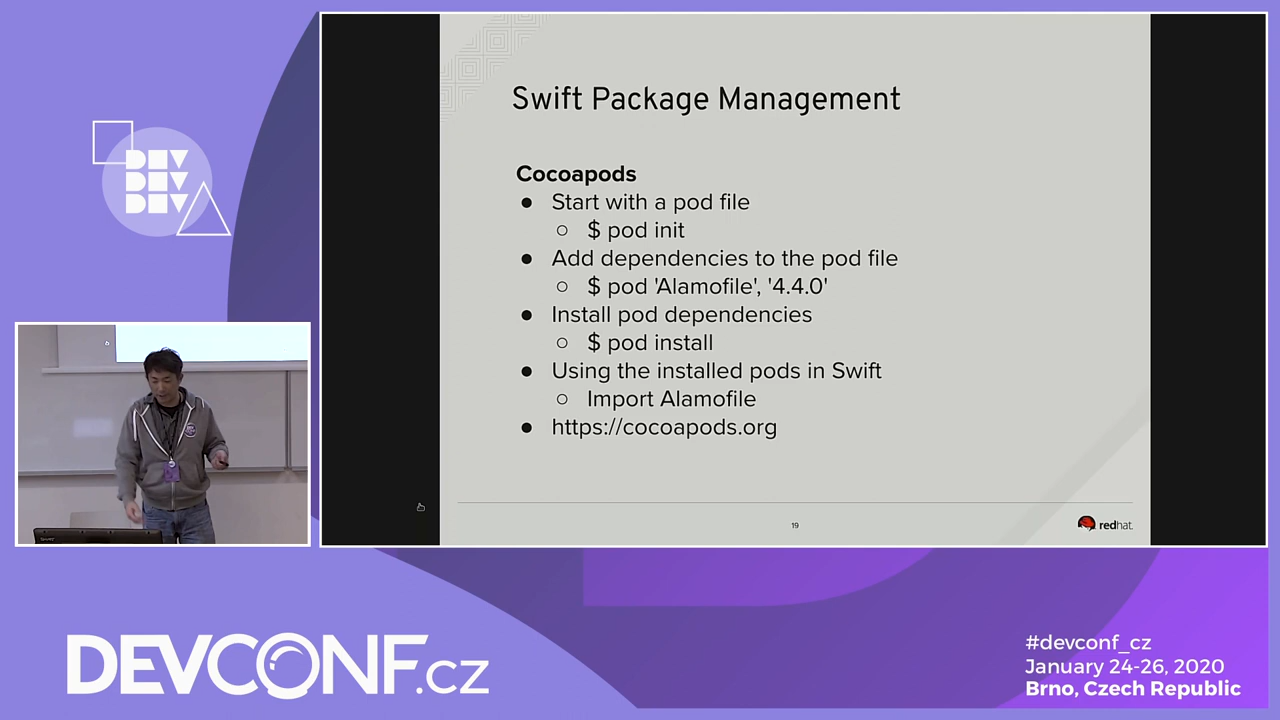 DEV
DEV
DEV
Swift Package Management
Cocoapods
● Start with a pod file
○ $ pod init
● Add dependencies to the pod file
○ $ pod 'Alamofile', '4.4.0'
● Install pod dependencies
○ $ pod install
● Using the installed pods in Swift
○ Import Alamofile
● https://cocoapods.org
19
redhat.
DEVCONF.cz
#devconf_cz
January 24-26, 2020
Brno, Czech Republic